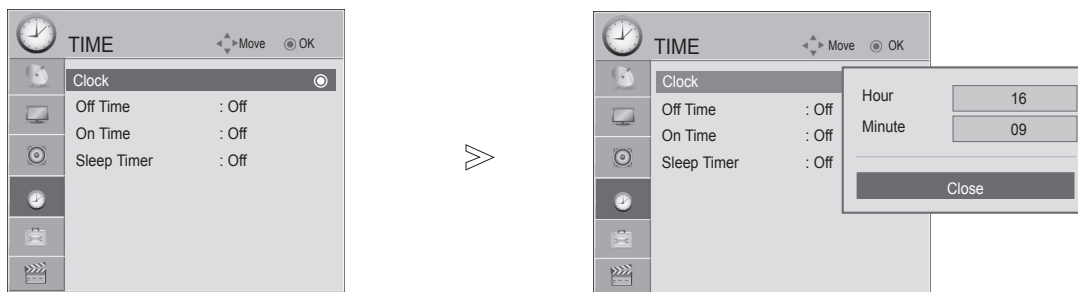 TIME Move OK
Clock
Off Time : Off
On Time : Off
Sleep Timer : Off
TIME Move OK
Clock
Off Time : Off
On Time : Off
Sleep Timer : Off
Hour 16
Minute 09
Close